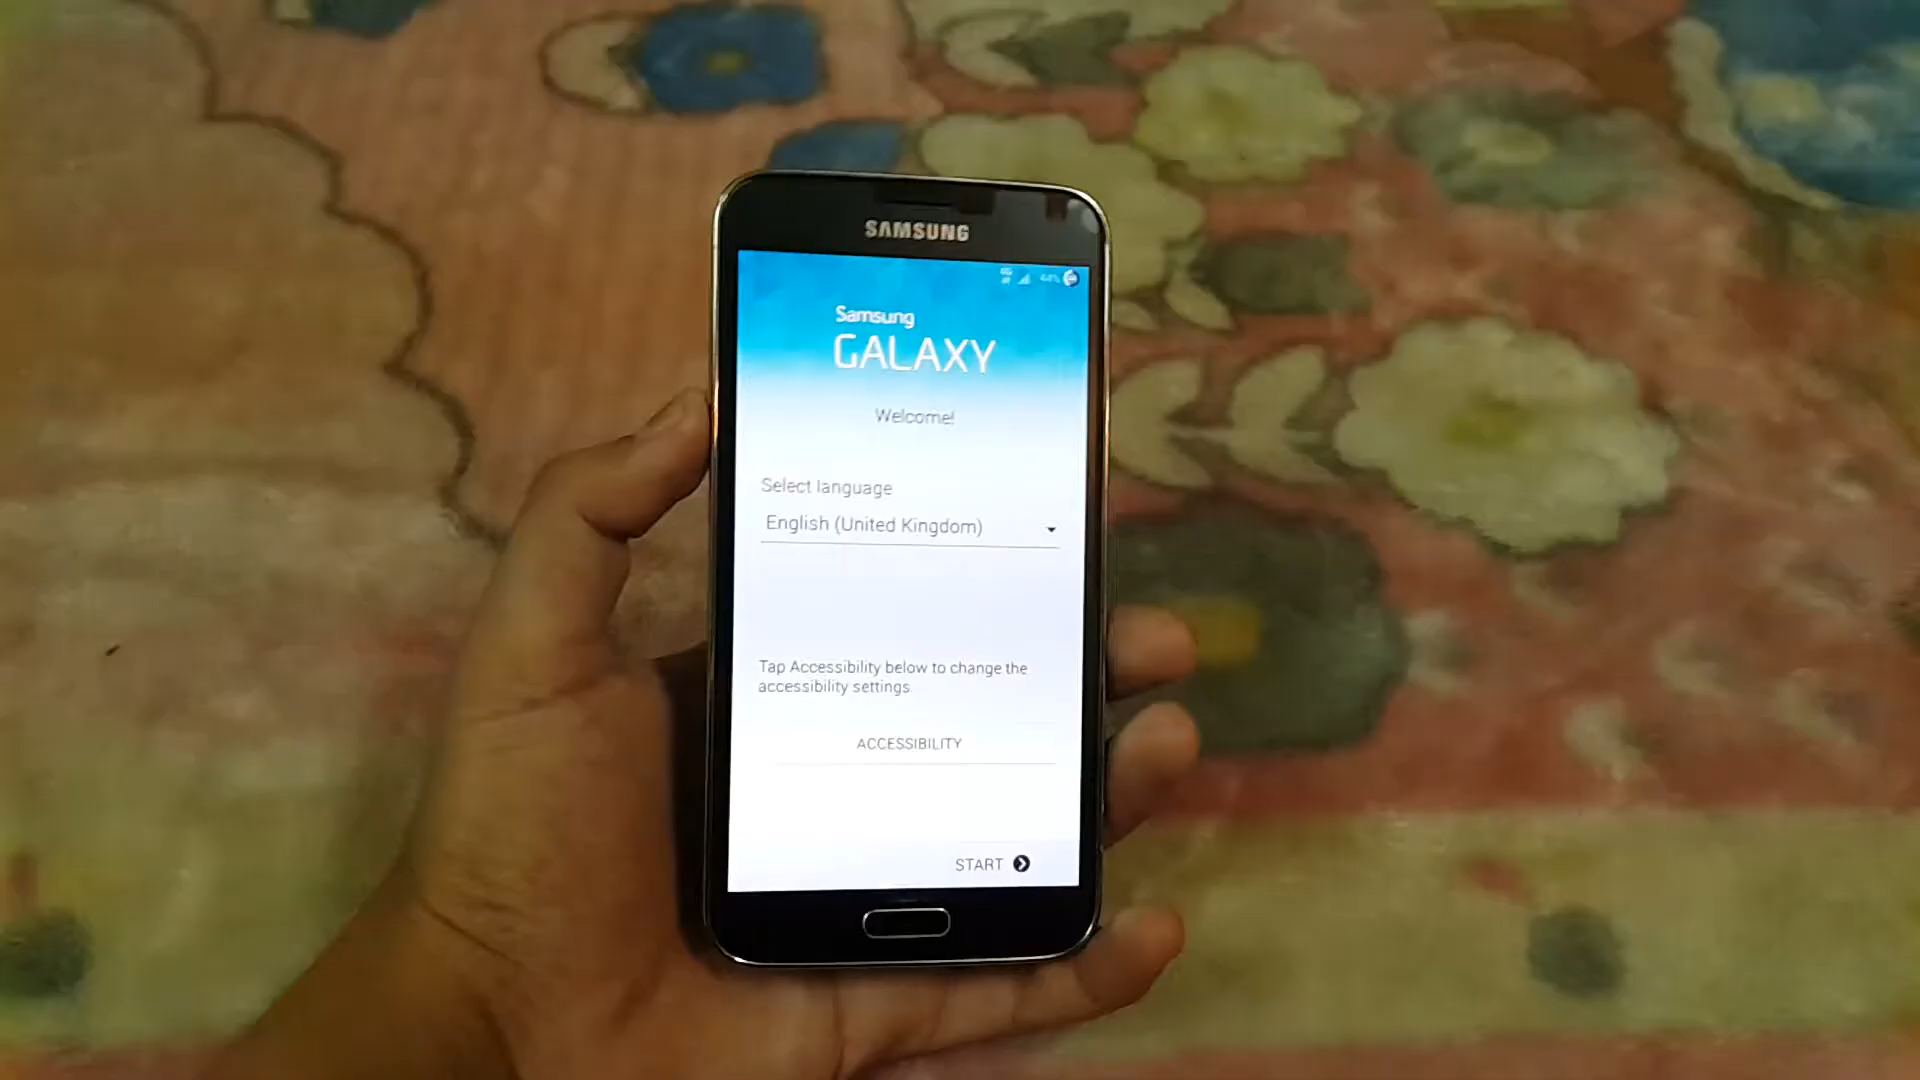 SAMSUNG
Samsung
GALAXY
Welcome!
Select language
English (United Kingdom)
Tap Accessibility below to change the
accessibility settings
ACCESSIBILITY
START